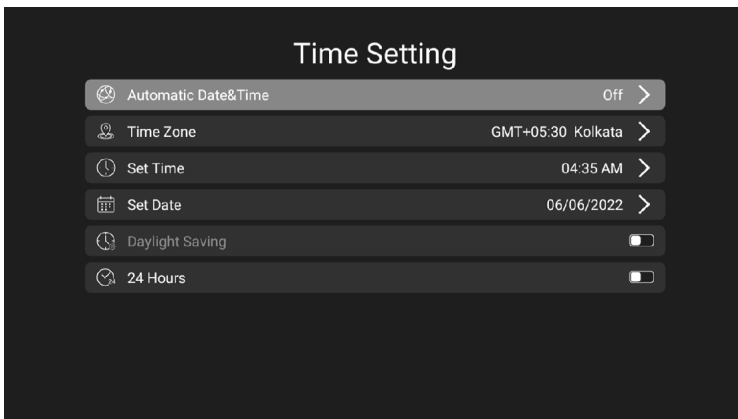 Time Setting
Automatic Date&Time Off
Time Zone GMT+05:30 Kolkata
Set Time 04:35 AM
Set Date 06/06/2022
Daylight Saving
24 Hours